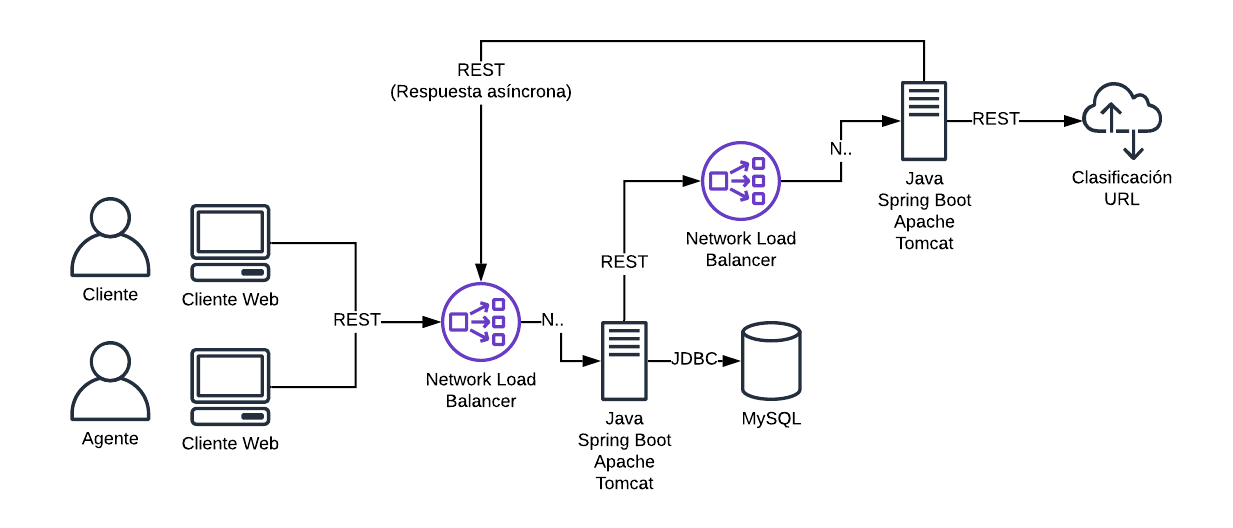 REST
(Respuesta asíncrona)
REST
N..
Java
Spring Boot
Apache
Tomcat
Clasificación
URL
Network Load
Balancer
REST
Cliente
Cliente Web
REST
N..
JDBC
Network Load
Balancer
Java
Spring Boot
Apache
Tomcat
MySQL
Agente
Cliente Web